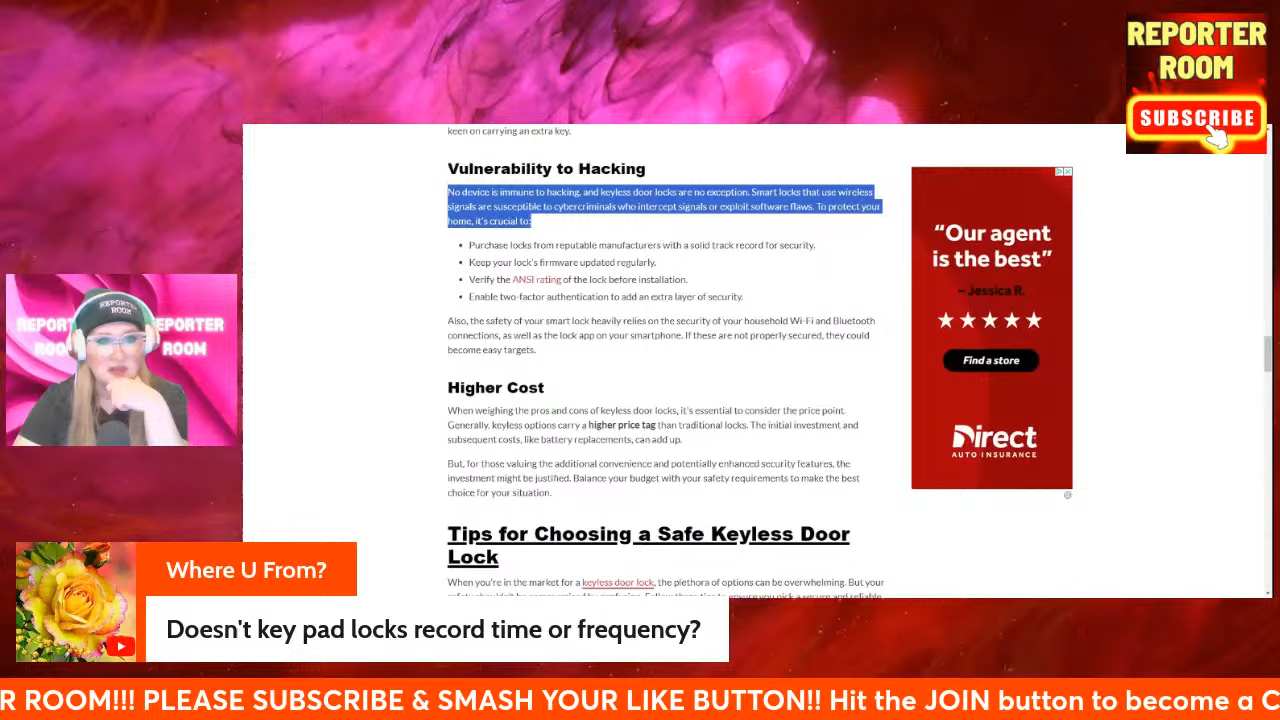 REPORTER
ROOM
SUBSCRIBE
keen on carrying an extra key.
Vulnerability to Hacking
No device is immune to hacking, and keyless door locks are no exception. Smart locks that use wireless
signals are susceptible to cybercriminals who intercept signals or exploit software flaws. To protect your
home, it's crucial to:
• Purchase locks from reputable manufacturers with a solid track record for security.
• Keep your lock's firmware updated regularly.
• Verify the ANSI rating of the lock before installation.
• Enable two-factor authentication to add an extra layer of security.
Also, the safety of your smart lock heavily relies on the security of your household Wi-Fi and Bluetooth
connections, as well as the lock app on your smartphone. If these are not properly secured, they could
become easy targets.
Higher Cost
When weighing the pros and cons of keyless door locks, it's essential to consider the price point.
Generally, keyless options carry a higher price tag than traditional locks. The initial investment and
subsequent costs, like battery replacements, can add up.
But, for those valuing the additional convenience and potentially enhanced security features, the
investment might be justified. Balance your budget with your safety requirements to make the best
choice for your situation.
Tips for Choosing a Safe Keyless Door
Lock
When you're in the market for a keyless door lock, the plethora of options can be overwhelming. But your
“Our agent
is the best”
– Jessica R.
Find a store
Direct
AUTO INSURANCE
REPORTER
ROOM
REPORTER
ROOM
Where U From?
Doesn't key pad locks record time or frequency?
R ROOM!!! PLEASE SUBSCRIBE & SMASH YOUR LIKE BUTTON!! Hit the JOIN button to become a C